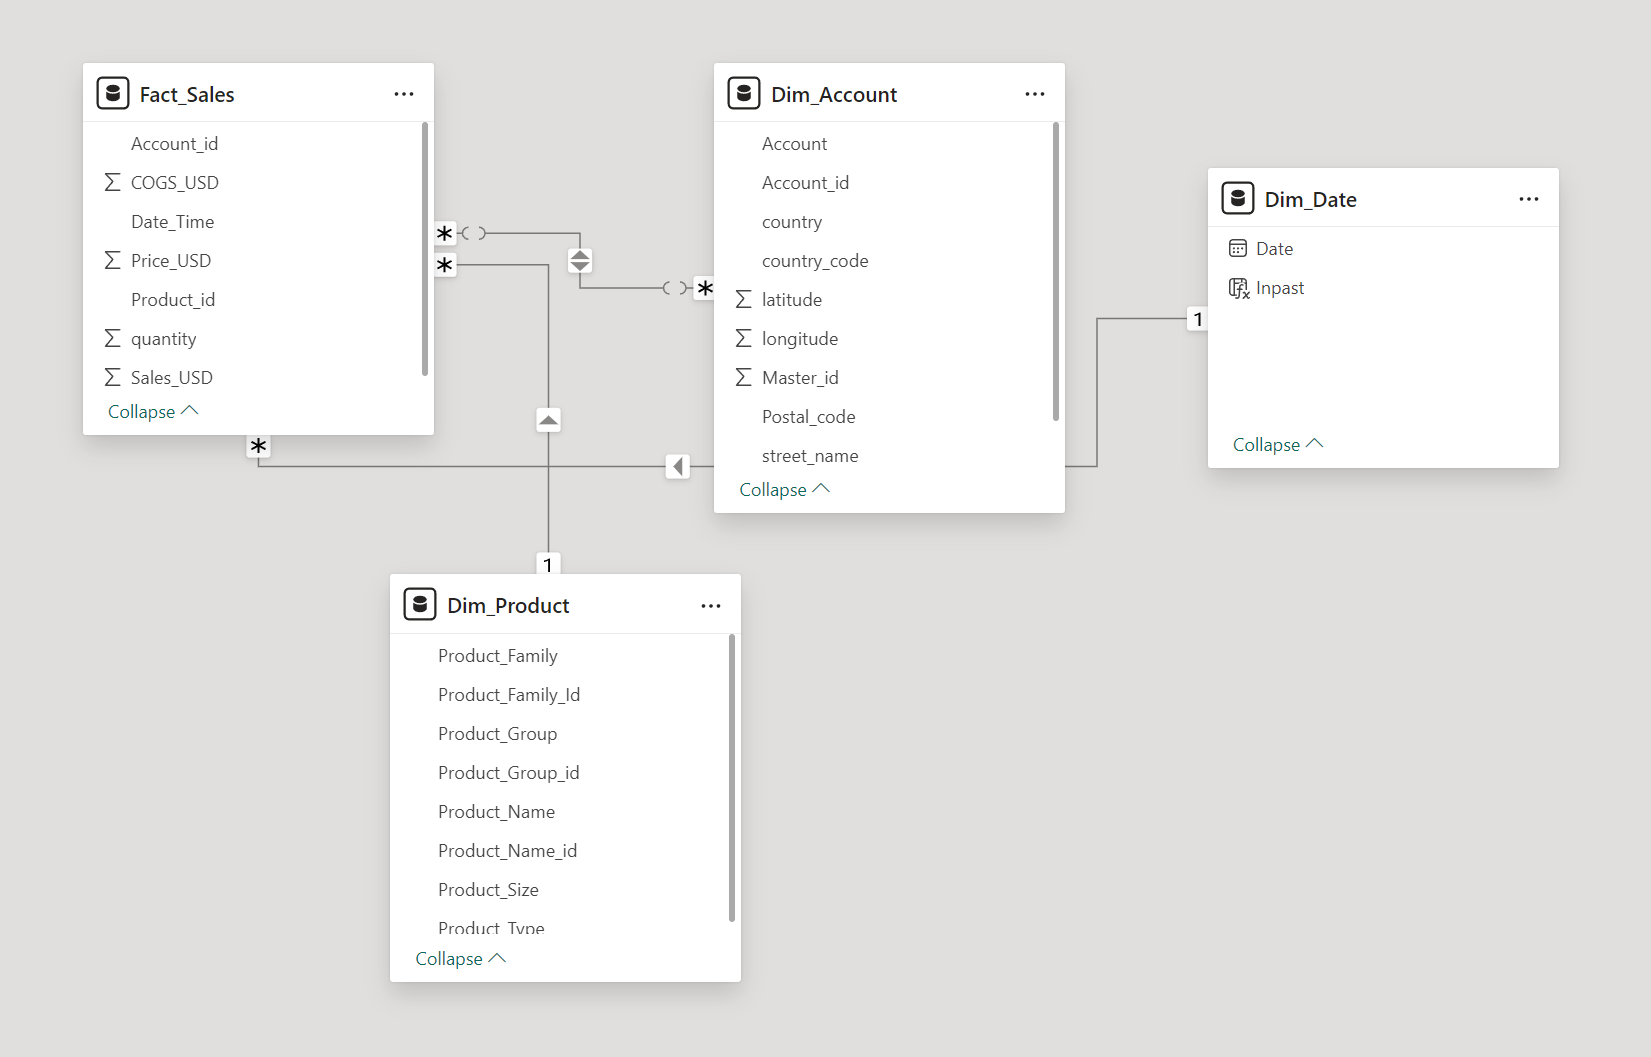 Fact_Sales
Account_id
COGS_USD
Date_Time
Price_USD
Product_id
quantity
Sales_USD
Collapse
*
*
*
Dim_Account
Account
Account_id
country
country_code
latitude
longitude
Master_id
Postal_code
street_name
Collapse
*
Dim_Date
Date
Inpast
Collapse
1
1
Dim_Product
Product_Family
Product_Family_Id
Product_Group
Product_Group_id
Product_Name
Product_Name_id
Product_Size
Product_Type
Collapse